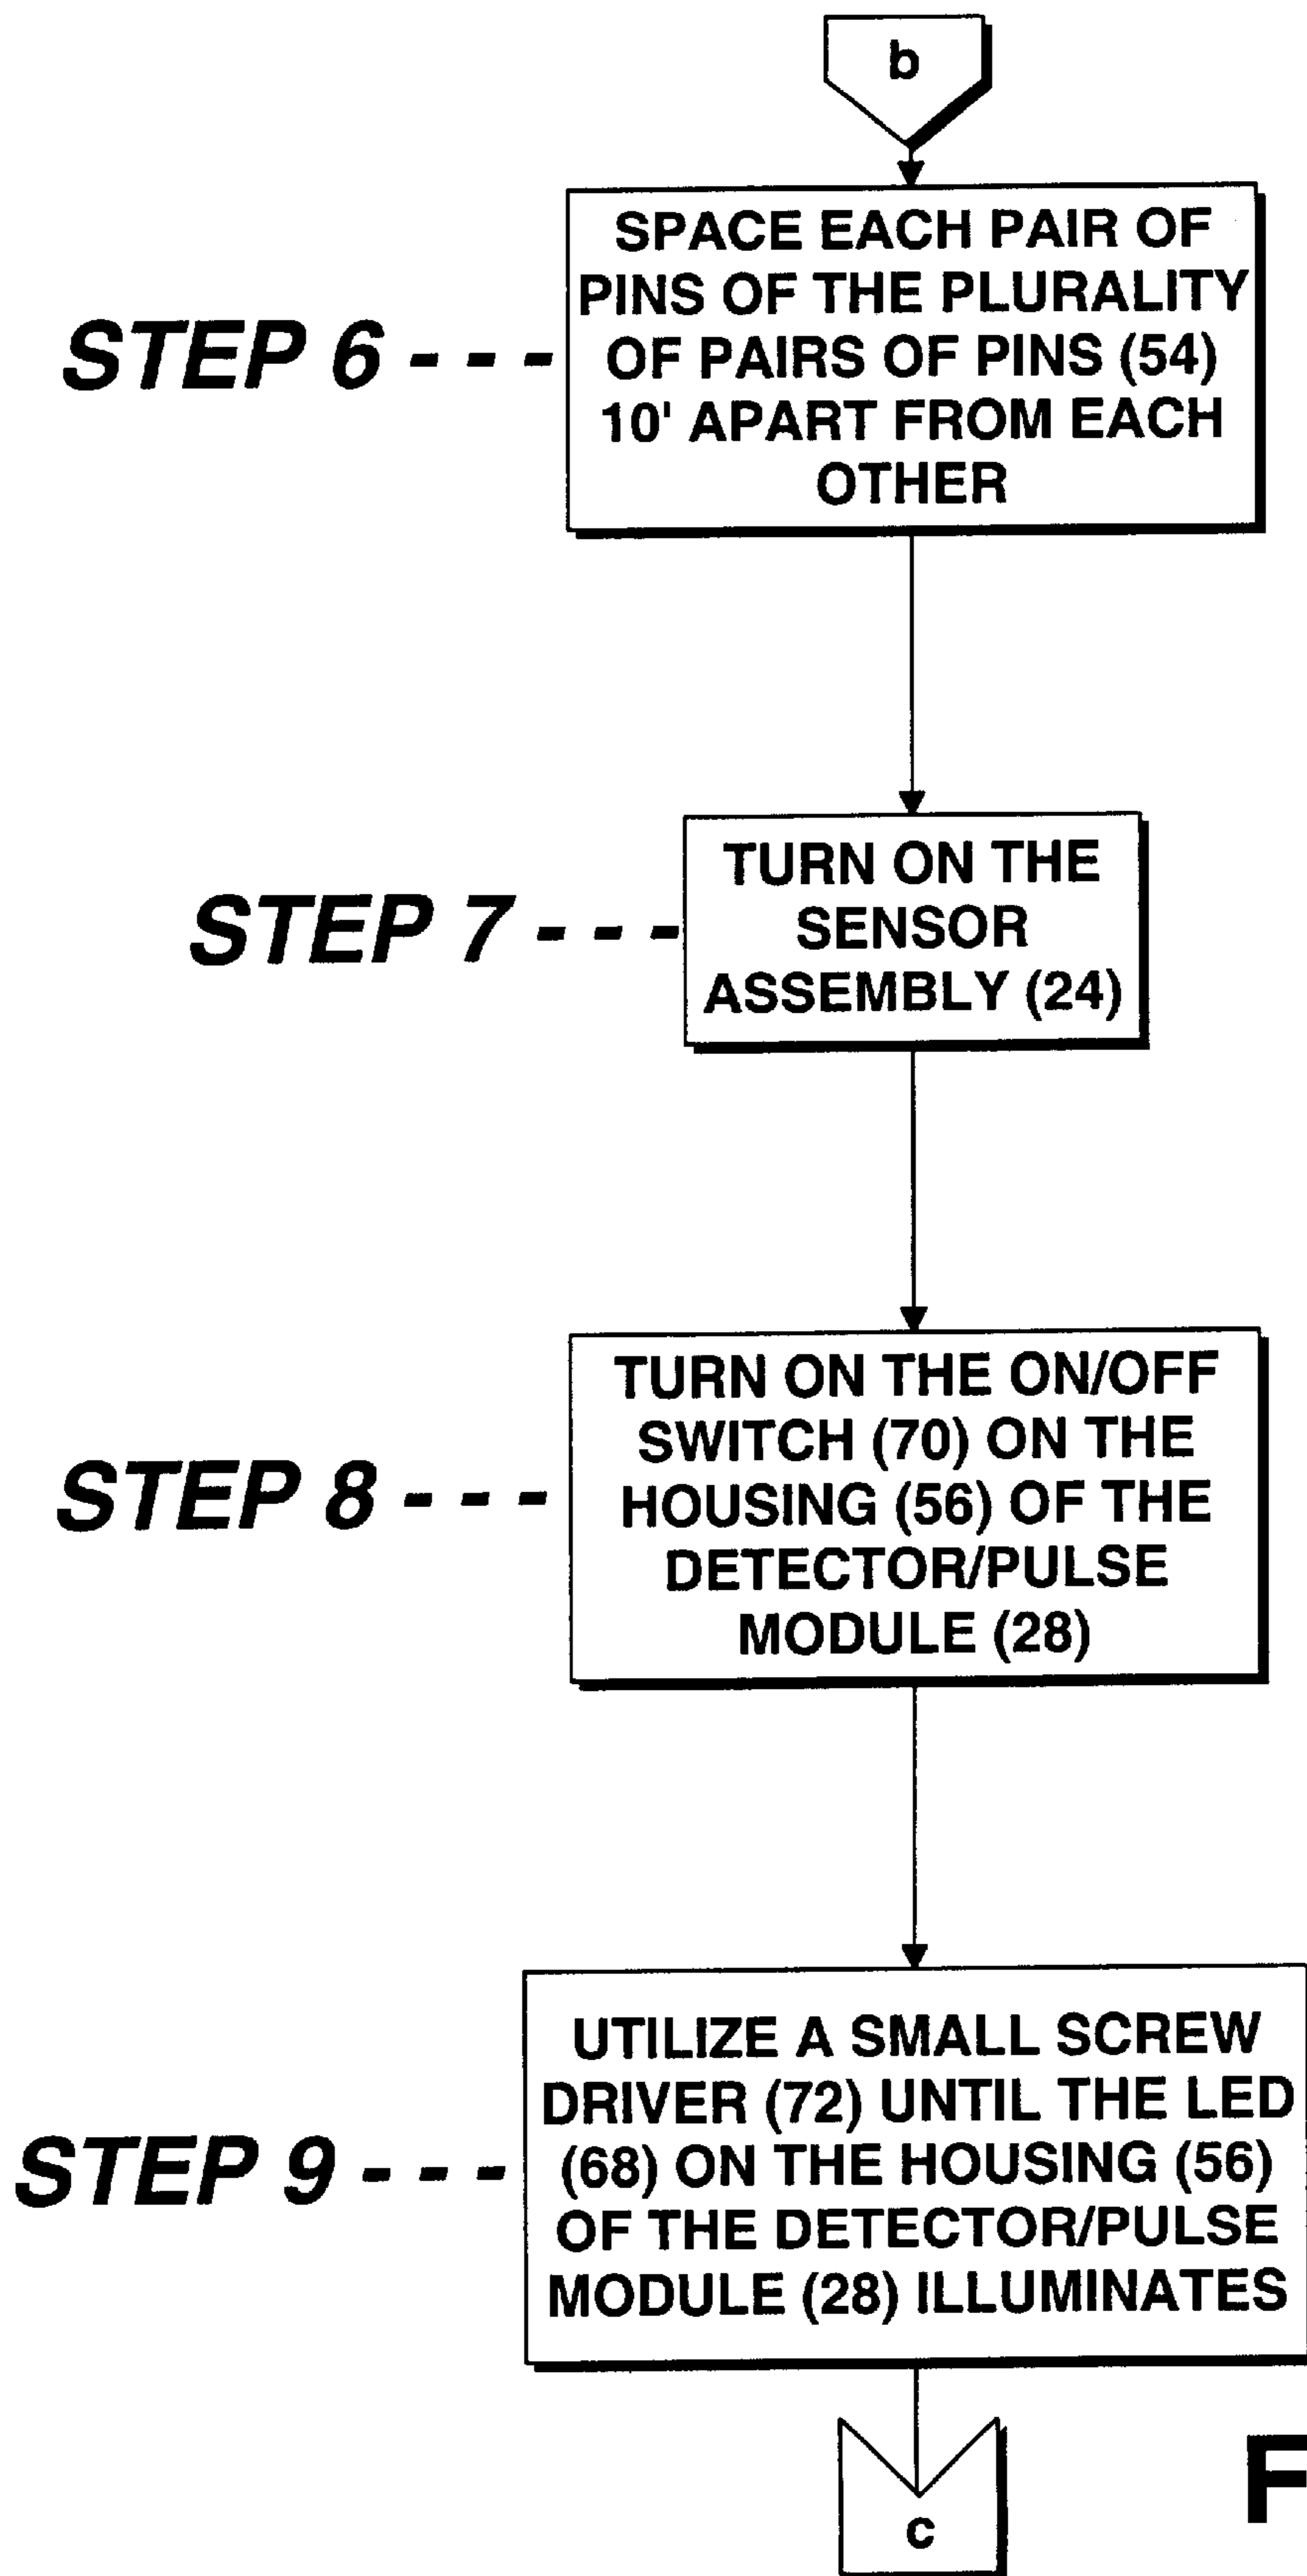 b
SPACE EACH PAIR OF
PINS OF THE PLURALITY
STEP 6 - - - OF PAIRS OF PINS (54)
10' APART FROM EACH
OTHER
TURN ON THE
STEP 7 - - - SENSOR
ASSEMBLY (24)
TURN ON THE ON/OFF
SWITCH (70) ON THE
STEP 8 - - - HOUSING (56) OF THE
DETECTOR/PULSE
MODULE (28)
UTILIZE A SMALL SCREW
DRIVER (72) UNTIL THE LED
STEP 9 - - - (68) ON THE HOUSING (56)
OF THE DETECTOR/PULSE
MODULE (28) ILLUMINATES
F
c